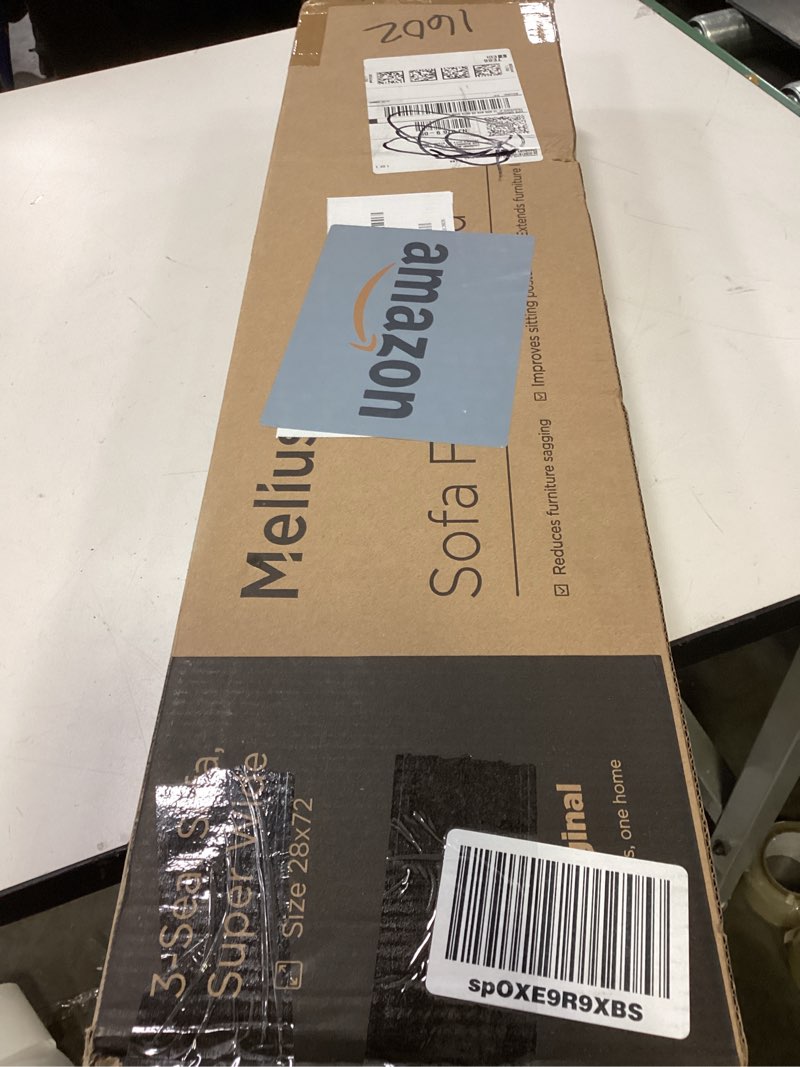 1602
amazon
Melius
Sofa F
Extends furniture
☑ Improves sitting
☑ Reduces furniture sagging
3-Seat Sofa,
Super Wide
Size 28x72
ginal
s, one home
spOXE9R9XBS